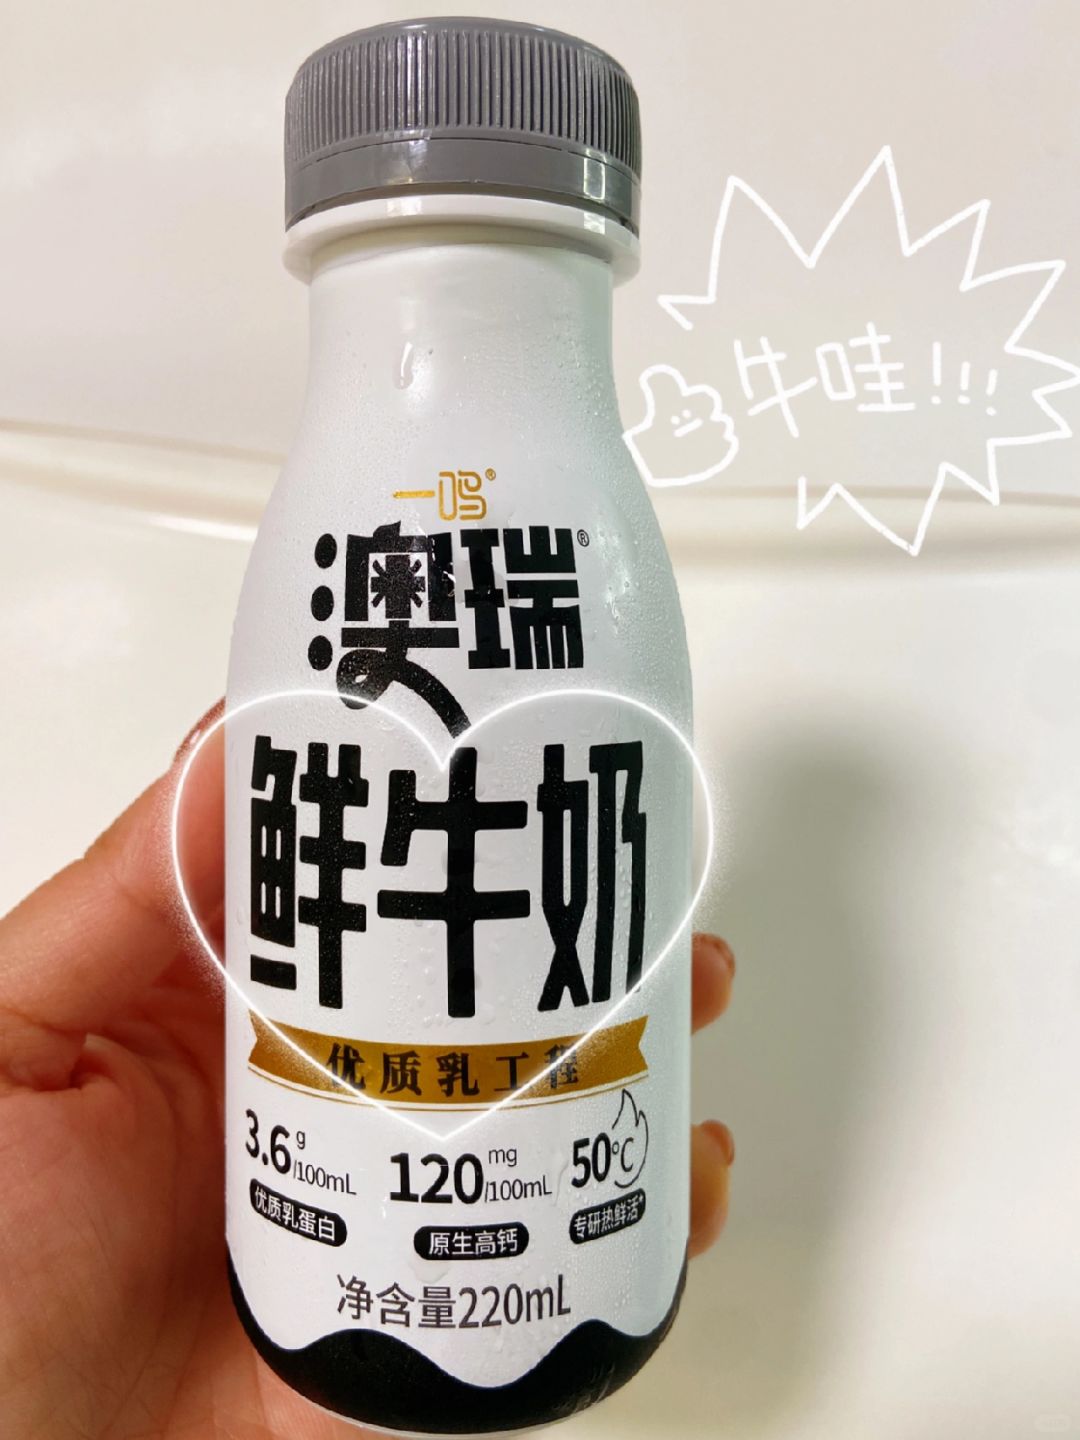 牛哇!!!
一鸣®
澳瑞®
鲜牛奶
优质乳工程
3.6g/100mL
优质乳蛋白
120mg/100mL
原生高钙
50℃
专研热鲜活*
净含量220mL